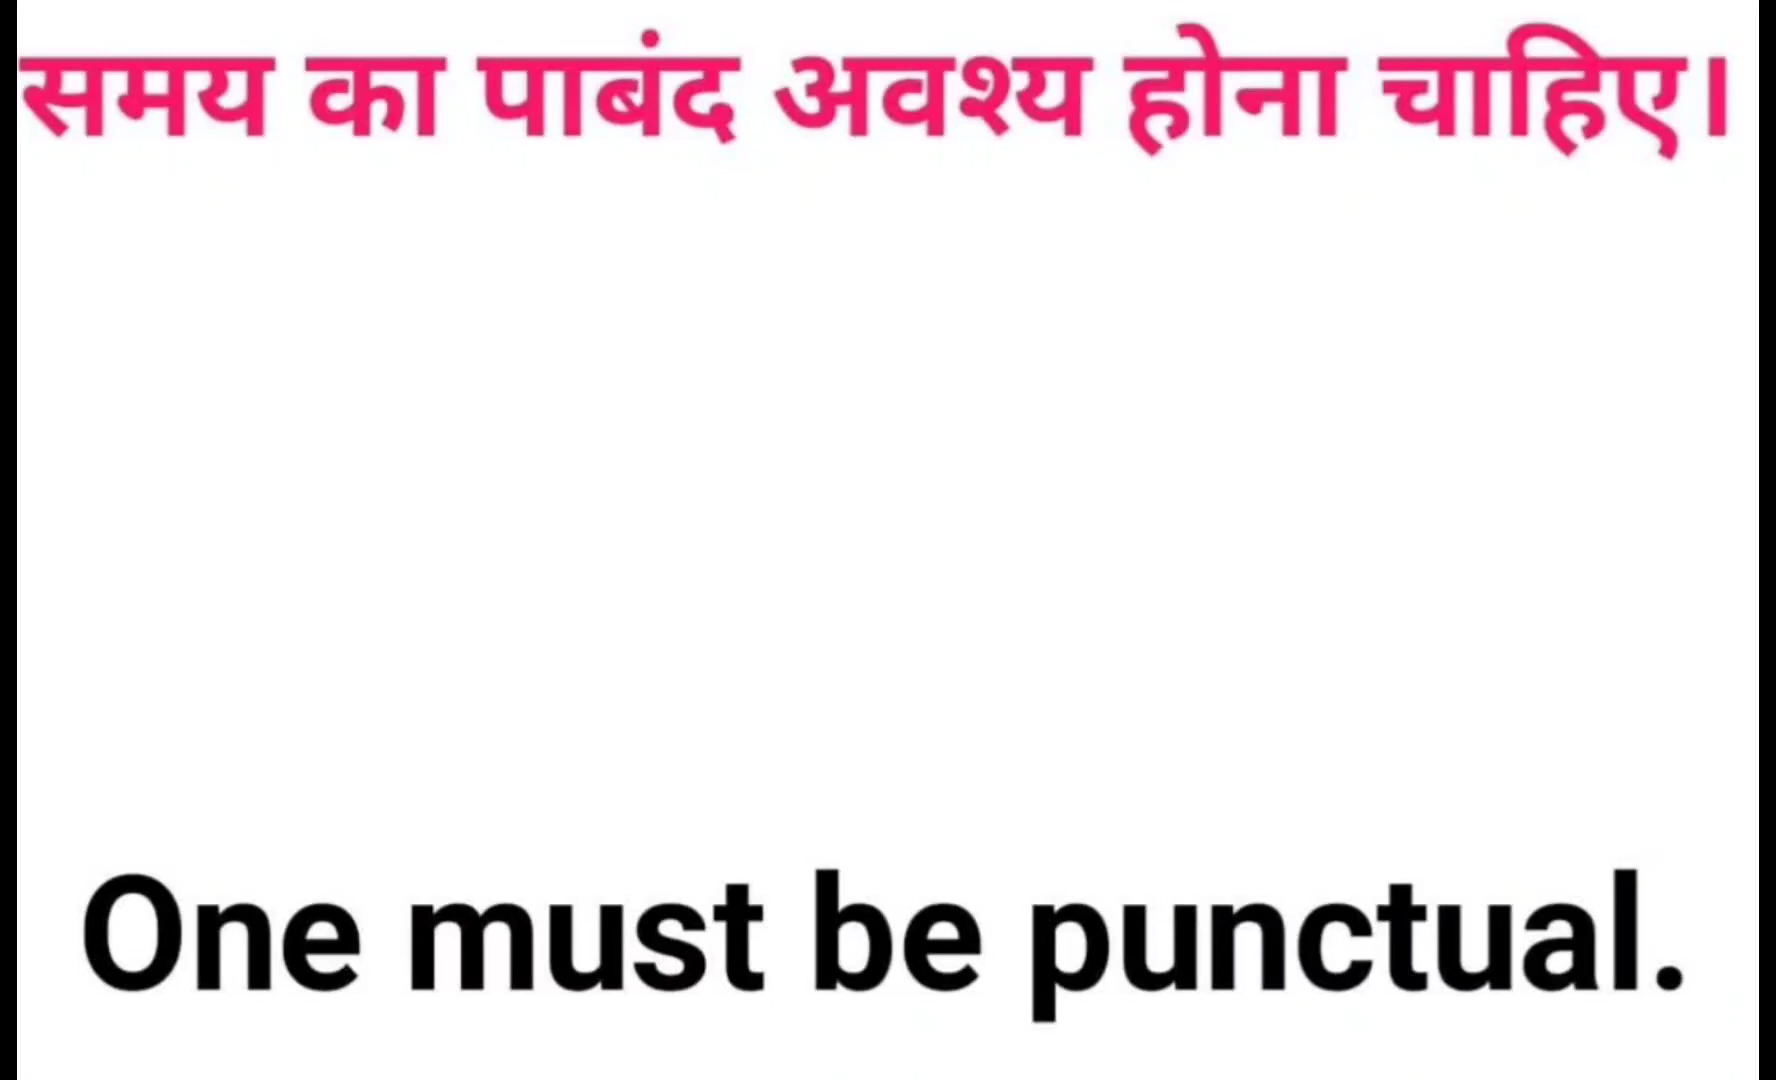 समय का पाबंद अवश्य होना चाहिए।
One must be punctual.